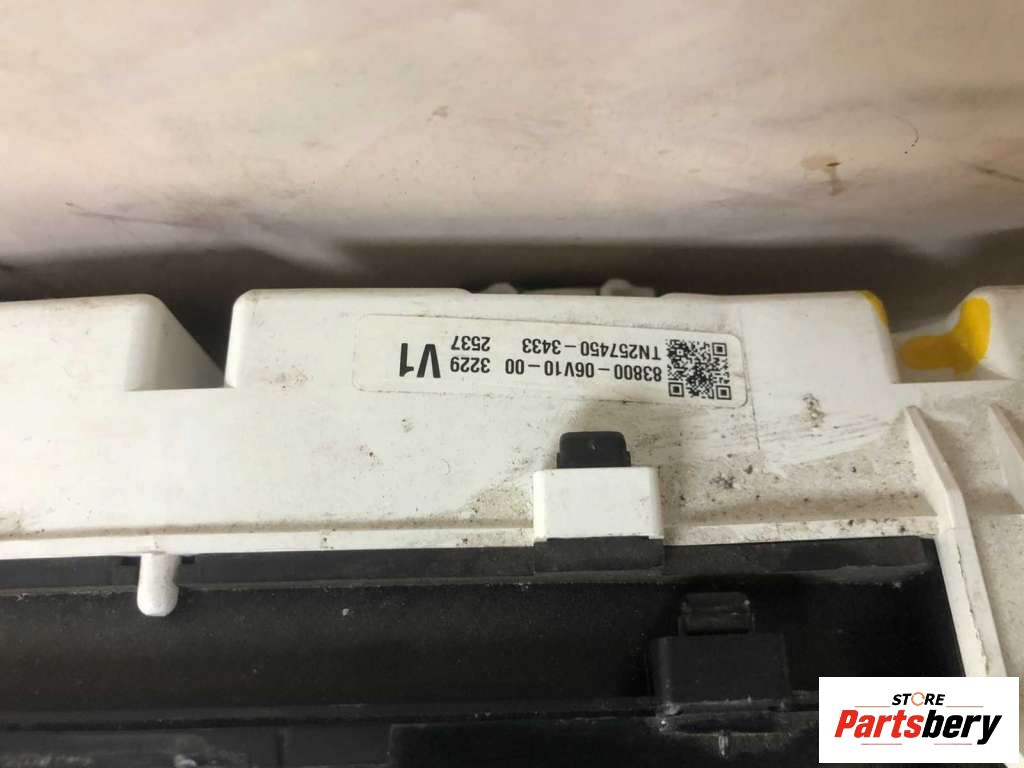 83800-06V10-00 3229 V1
TN257450-3433 2537
STORE
Partsbery